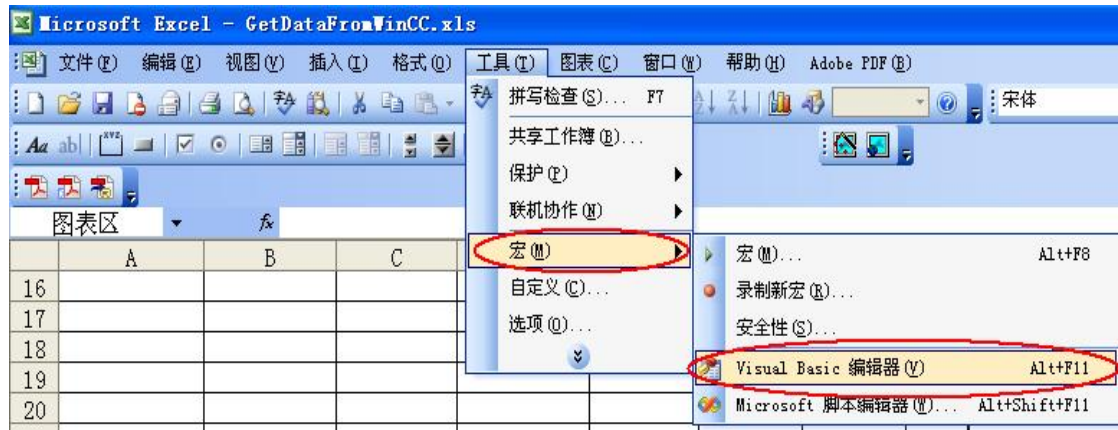 Microsoft Excel - GetDataFromWinCC.xls
文件(F) 编辑(E) 视图(V) 插入(I) 格式(O) 工具(T) 图表(C) 窗口(W) 帮助(H) Adobe PDF(B)
宋体
Aa ab| XYZ
拼写检查(S)... F7
共享工作簿(B)...
保护(P)
联机协作(N)
宏(M)
自定义(C)...
选项(O)...
宏(M)... Alt+F8
录制新宏(R)...
安全性(S)...
Visual Basic 编辑器(V) Alt+F11
Microsoft 脚本编辑器(W)... Alt+Shift+F11
图表区 fx
A B C
16
17
18
19
20